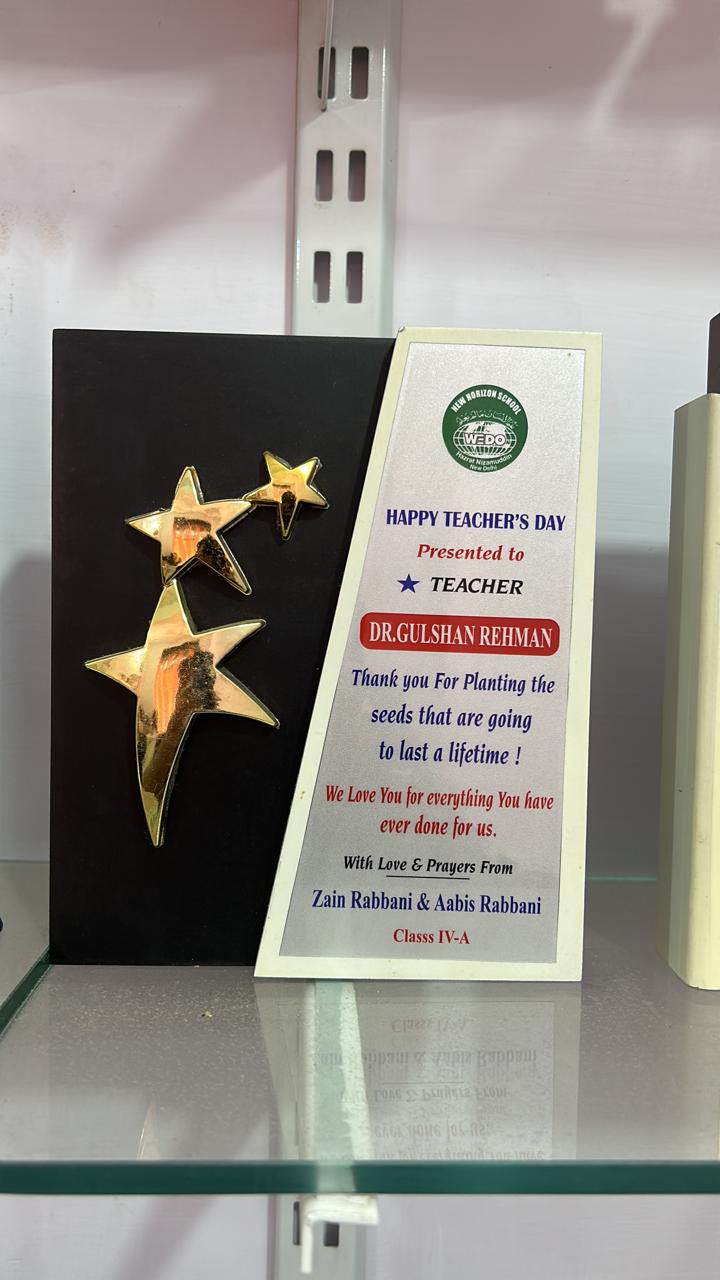 NEW HORIZON SCHOOL
WEDO
Hazrat Nizamuddin
New Delhi
HAPPY TEACHER'S DAY
Presented to
TEACHER
DR.GULSHAN REHMAN
Thank you For Planting the
seeds that are going
to last a lifetime !
We Love You for everything You have
ever done for us.
With Love & Prayers From
Zain Rabbani & Aabis Rabbani
Classs IV-A